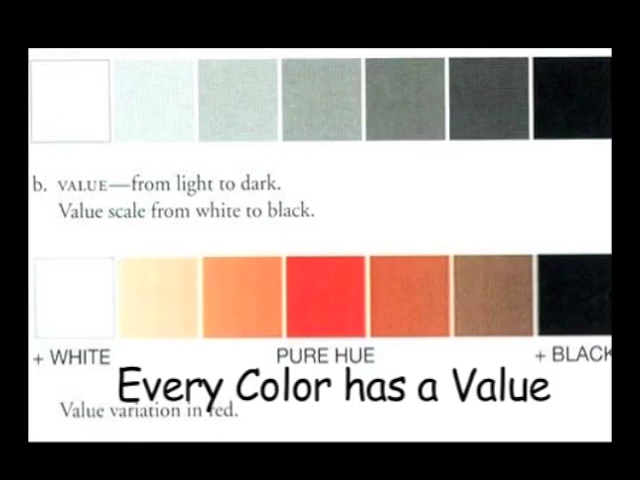 b. VALUE—from light to dark.
Value scale from white to black.
+ WHITE PURE HUE + BLACK
Every Color has a Value
Value variation in red.